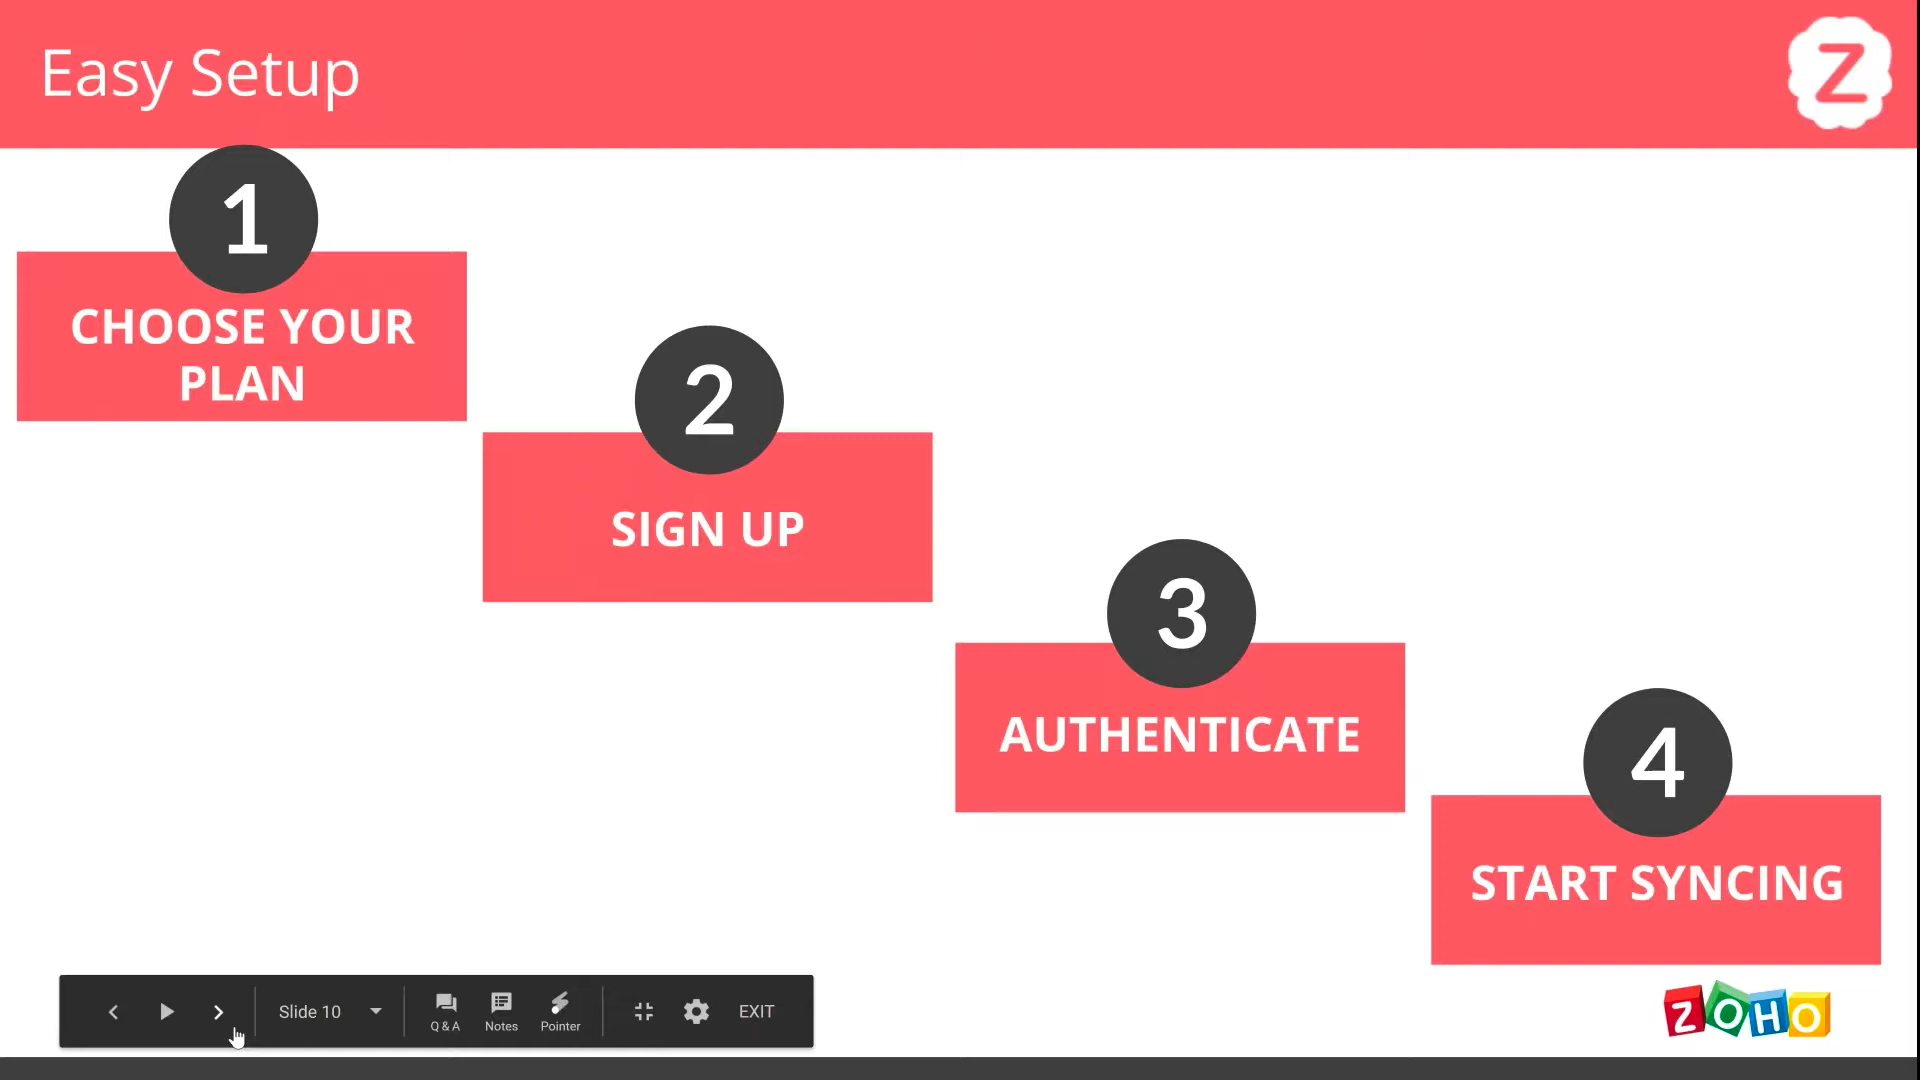 Easy Setup
Z
1
CHOOSE YOUR
PLAN
2
SIGN UP
3
AUTHENTICATE
4
START SYNCING
Slide 10
Q & A
Notes
Pointer
EXIT
ZOHO